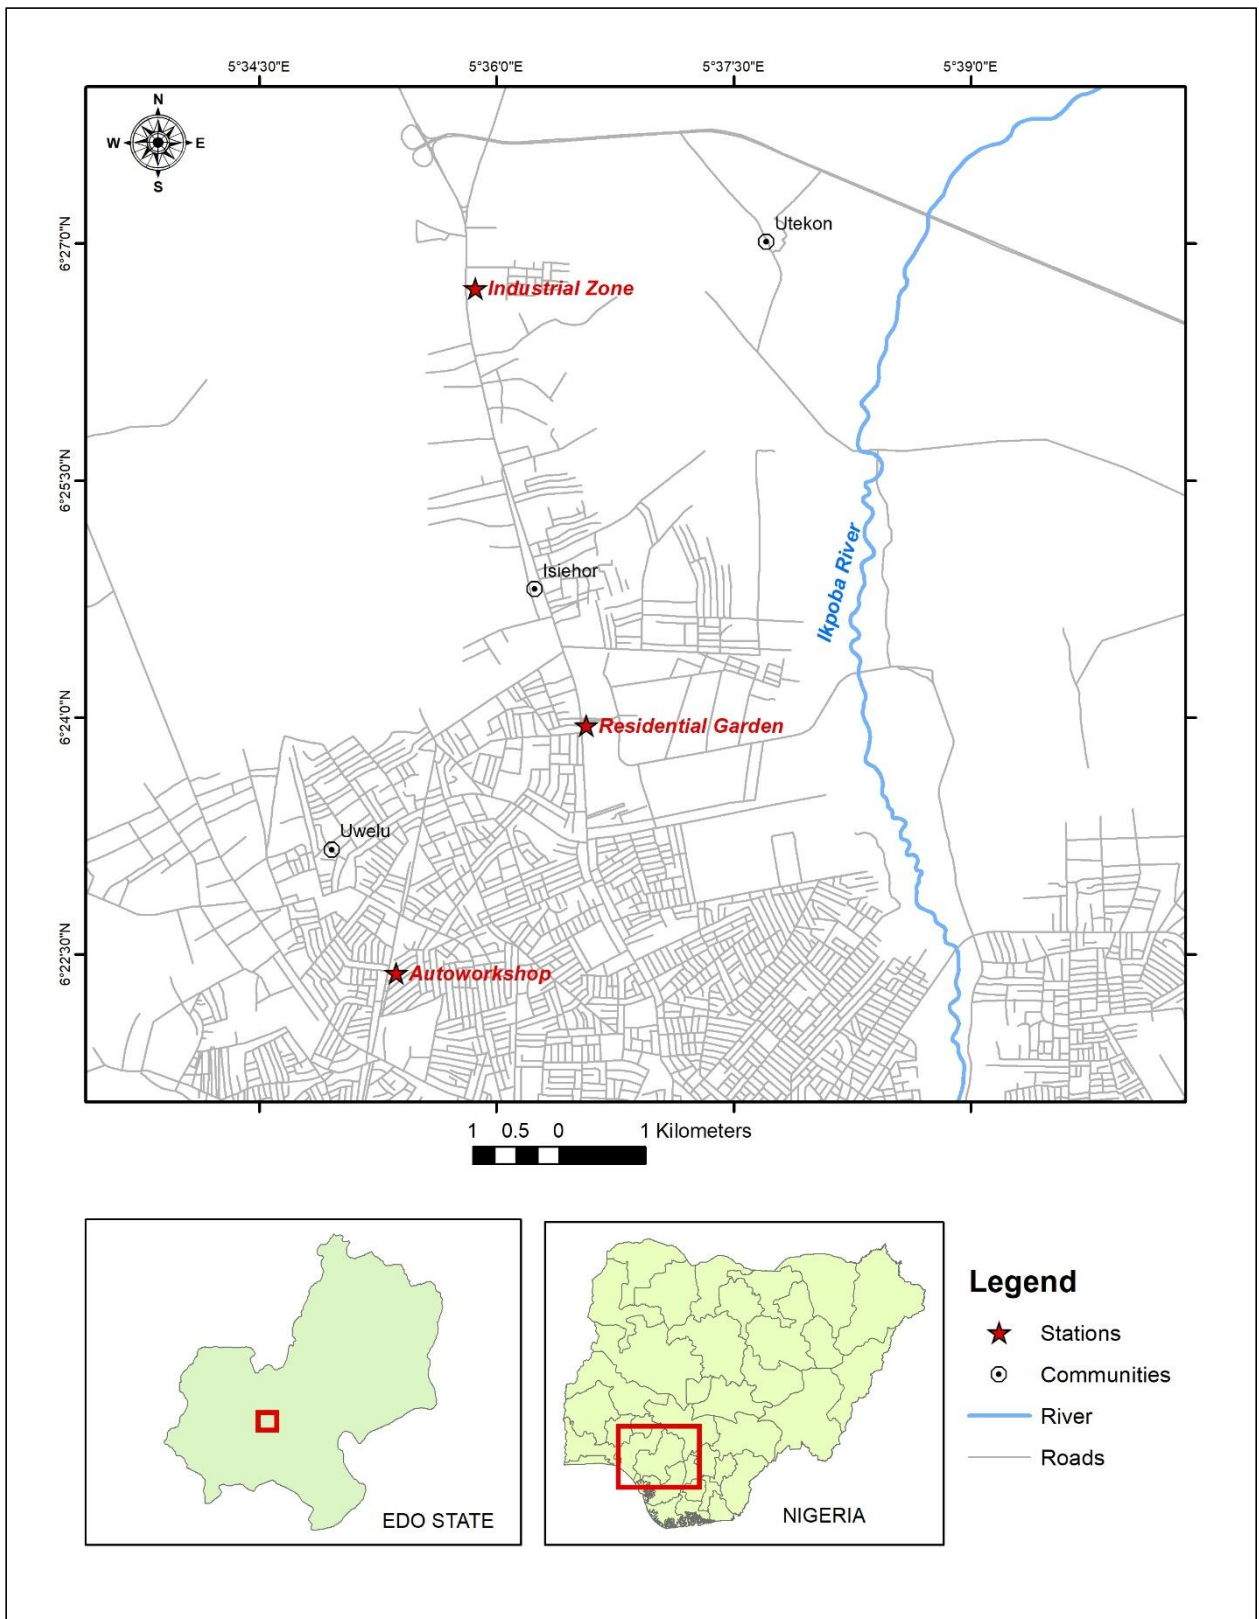 5°34'30"E 5°36'0"E 5°37'30"E 5°39'0"E
N
W E
S
6°27'0"N
6°25'30"N
6°24'0"N
6°22'30"N
Utekon
Industrial Zone
Isiehor
Ikpoba River
Residential Garden
Uwelu
Autoworkshop
1 0.5 0 1 Kilometers
EDO STATE
NIGERIA
Legend
Stations
Communities
River
Roads